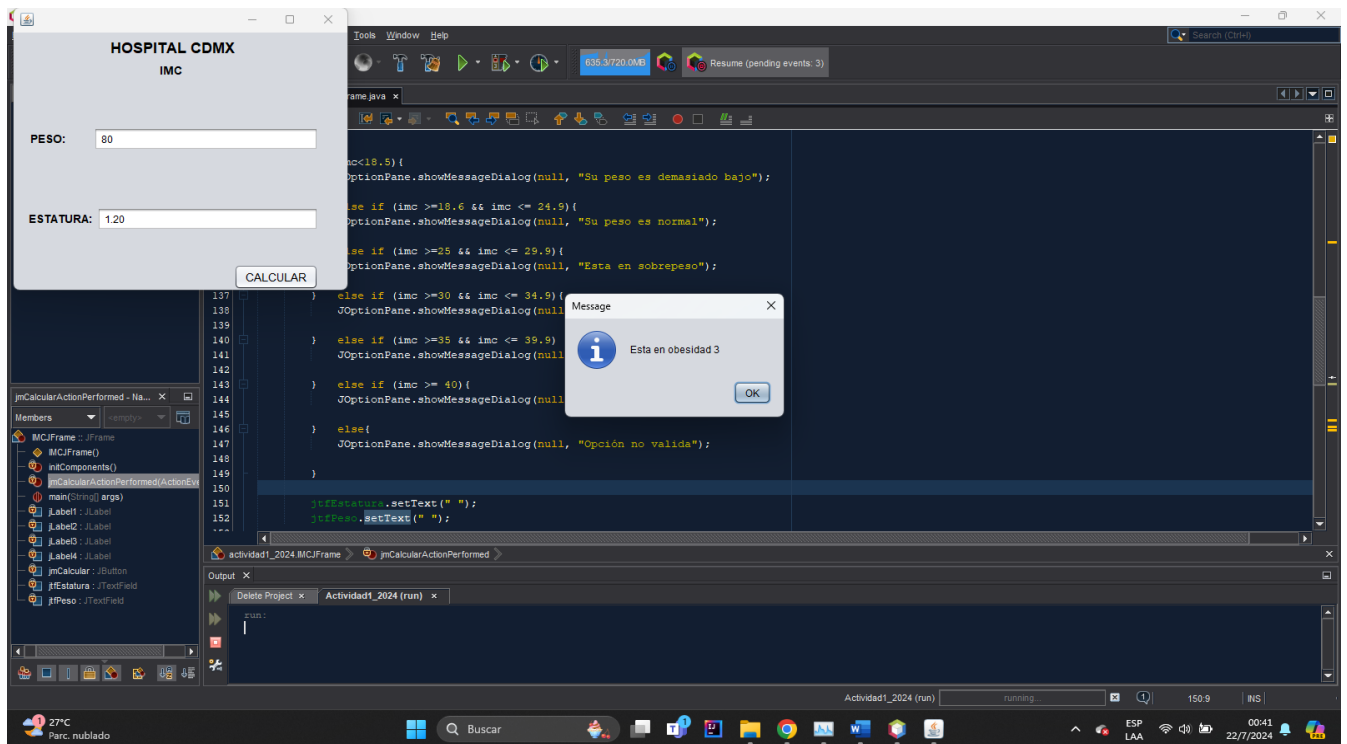 HOSPITAL CDMX
IMC
PESO:
80
ESTATURA:
1.20
CALCULAR
Tools Window Help
Search (Ctrl+I)
635.3/720.0MB
Resume (pending events: 3)
rame.java
mc<18.5){
OptionPane.showMessageDialog(null, "Su peso es demasiado bajo");
lse if (imc >=18.6 && imc <= 24.9){
OptionPane.showMessageDialog(null, "Su peso es normal");
lse if (imc >=25 && imc <= 29.9){
OptionPane.showMessageDialog(null, "Esta en sobrepeso");
137 } else if (imc >=30 && imc <= 34.9){
138 JOptionPane.showMessageDialog(null
139
140 } else if (imc >=35 && imc <= 39.9)
141 JOptionPane.showMessageDialog(null
142
143 } else if (imc >= 40){
144 JOptionPane.showMessageDialog(null
145
146 } else{
147 JOptionPane.showMessageDialog(null, "Opción no valida");
148
149 }
150
151 jtfEstatura.setText(" ");
152 jtfPeso.setText(" ");
Message
Esta en obesidad 3
OK
jmCalcularActionPerformed - Na...
Members
<empty>
IMCJFrame :: JFrame
IMCJFrame()
initComponents()
jmCalcularActionPerformed(ActionEve
main(String[] args)
jLabel1 : JLabel
jLabel2 : JLabel
jLabel3 : JLabel
jLabel4 : JLabel
jmCalcular : JButton
jtfEstatura : JTextField
jtfPeso : JTextField
actividad1_2024.IMCJFrame
jmCalcularActionPerformed
Output
Delete Project
Actividad1_2024 (run)
run:
Actividad1_2024 (run)
running...
(1)
150:9
INS
1
27°C
Parc. nublado
Buscar
ESP
LAA
00:41
22/7/2024